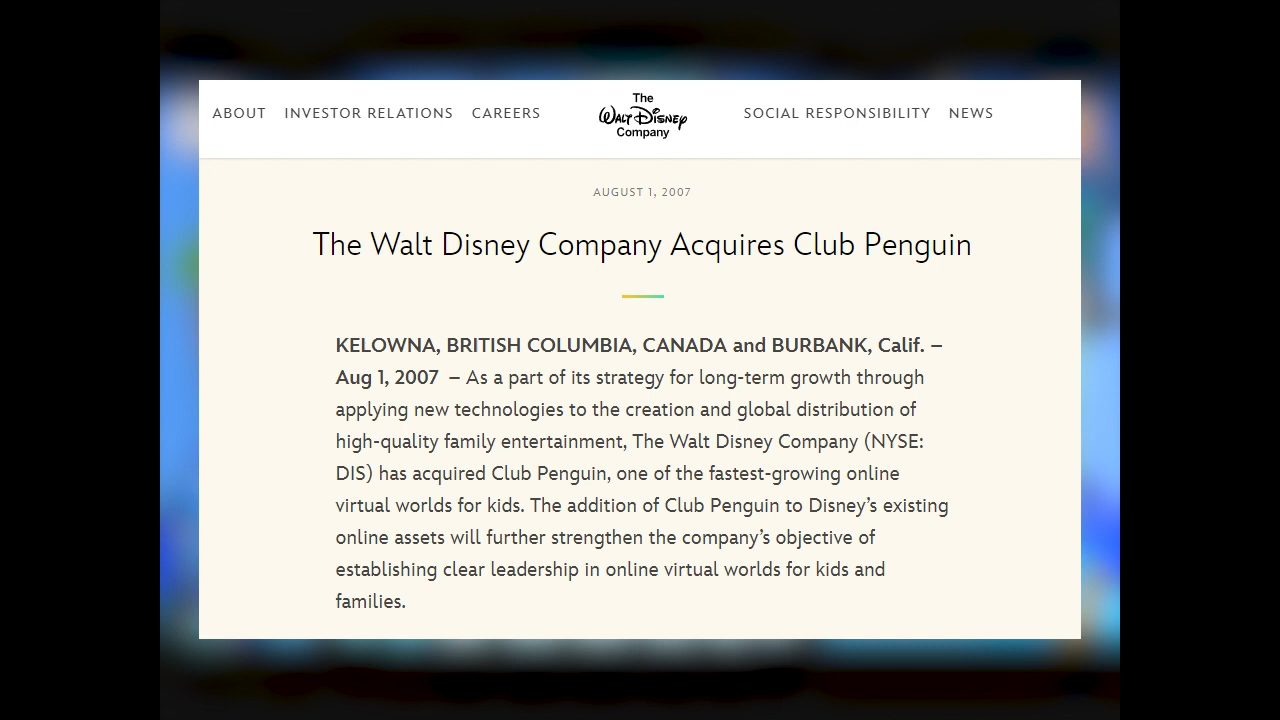 ABOUT INVESTOR RELATIONS CAREERS The Walt Disney Company SOCIAL RESPONSIBILITY NEWS
AUGUST 1, 2007
The Walt Disney Company Acquires Club Penguin
KELOWNA, BRITISH COLUMBIA, CANADA and BURBANK, Calif. –
Aug 1, 2007 – As a part of its strategy for long-term growth through
applying new technologies to the creation and global distribution of
high-quality family entertainment, The Walt Disney Company (NYSE:
DIS) has acquired Club Penguin, one of the fastest-growing online
virtual worlds for kids. The addition of Club Penguin to Disney’s existing
online assets will further strengthen the company’s objective of
establishing clear leadership in online virtual worlds for kids and
families.